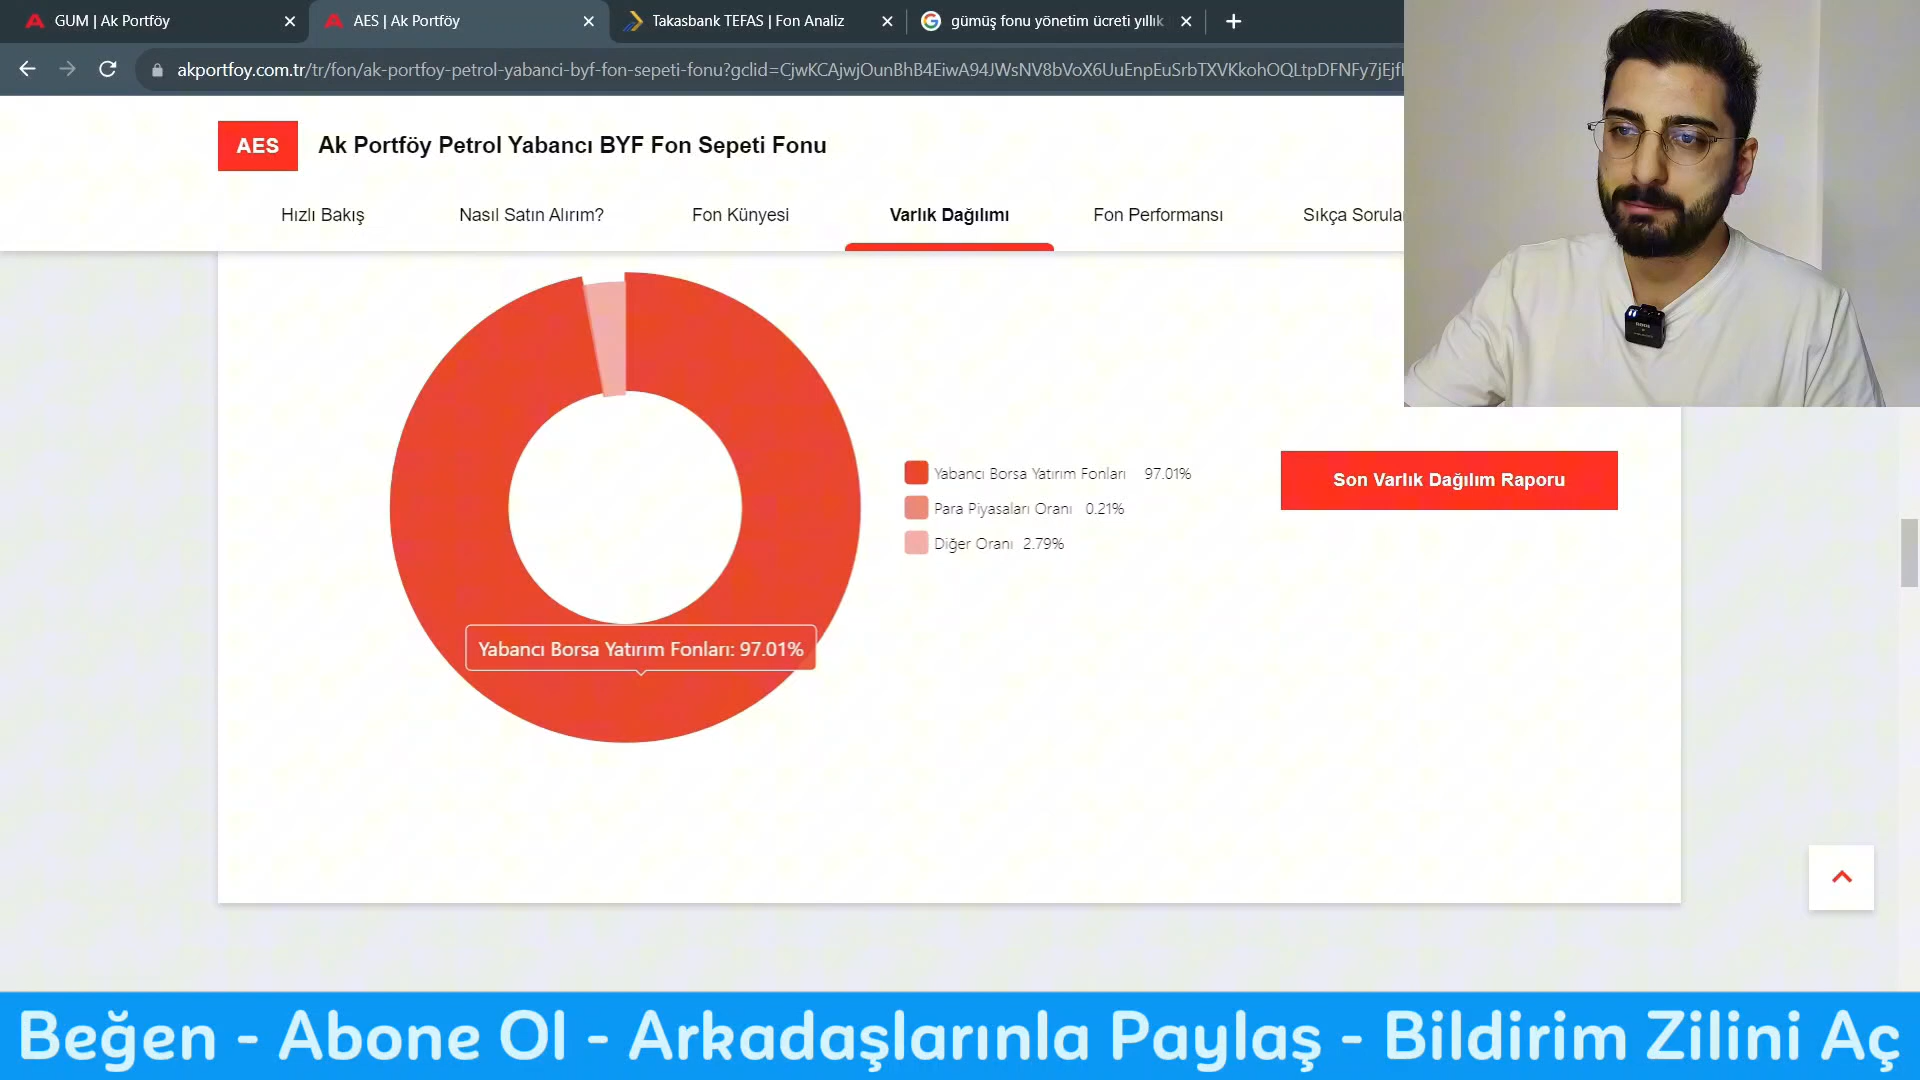 GUM | Ak Portföy
AES | Ak Portföy
Takasbank TEFAS | Fon Analiz
gümüş fonu yönetim ücreti yıllık
akportfoy.com.tr/tr/fon/ak-portfoy-petrol-yabanci-byf-fon-sepeti-fonu?gclid=
AES
Ak Portföy Petrol Yabancı BYF Fon Sepeti Fonu
Hızlı Bakış
Nasıl Satın Alırım?
Fon Künyesi
Varlık Dağılımı
Fon Performansı
Sıkça Sorular
Yabancı Borsa Yatırım Fonları 97.01%
Para Piyasaları Oranı 0.21%
Diğer Oranı 2.79%
Son Varlık Dağılım Raporu
Yabancı Borsa Yatırım Fonları: 97.01%
Beğen - Abone Ol - Arkadaşlarınla Paylaş - Bildirim Zilini Aç